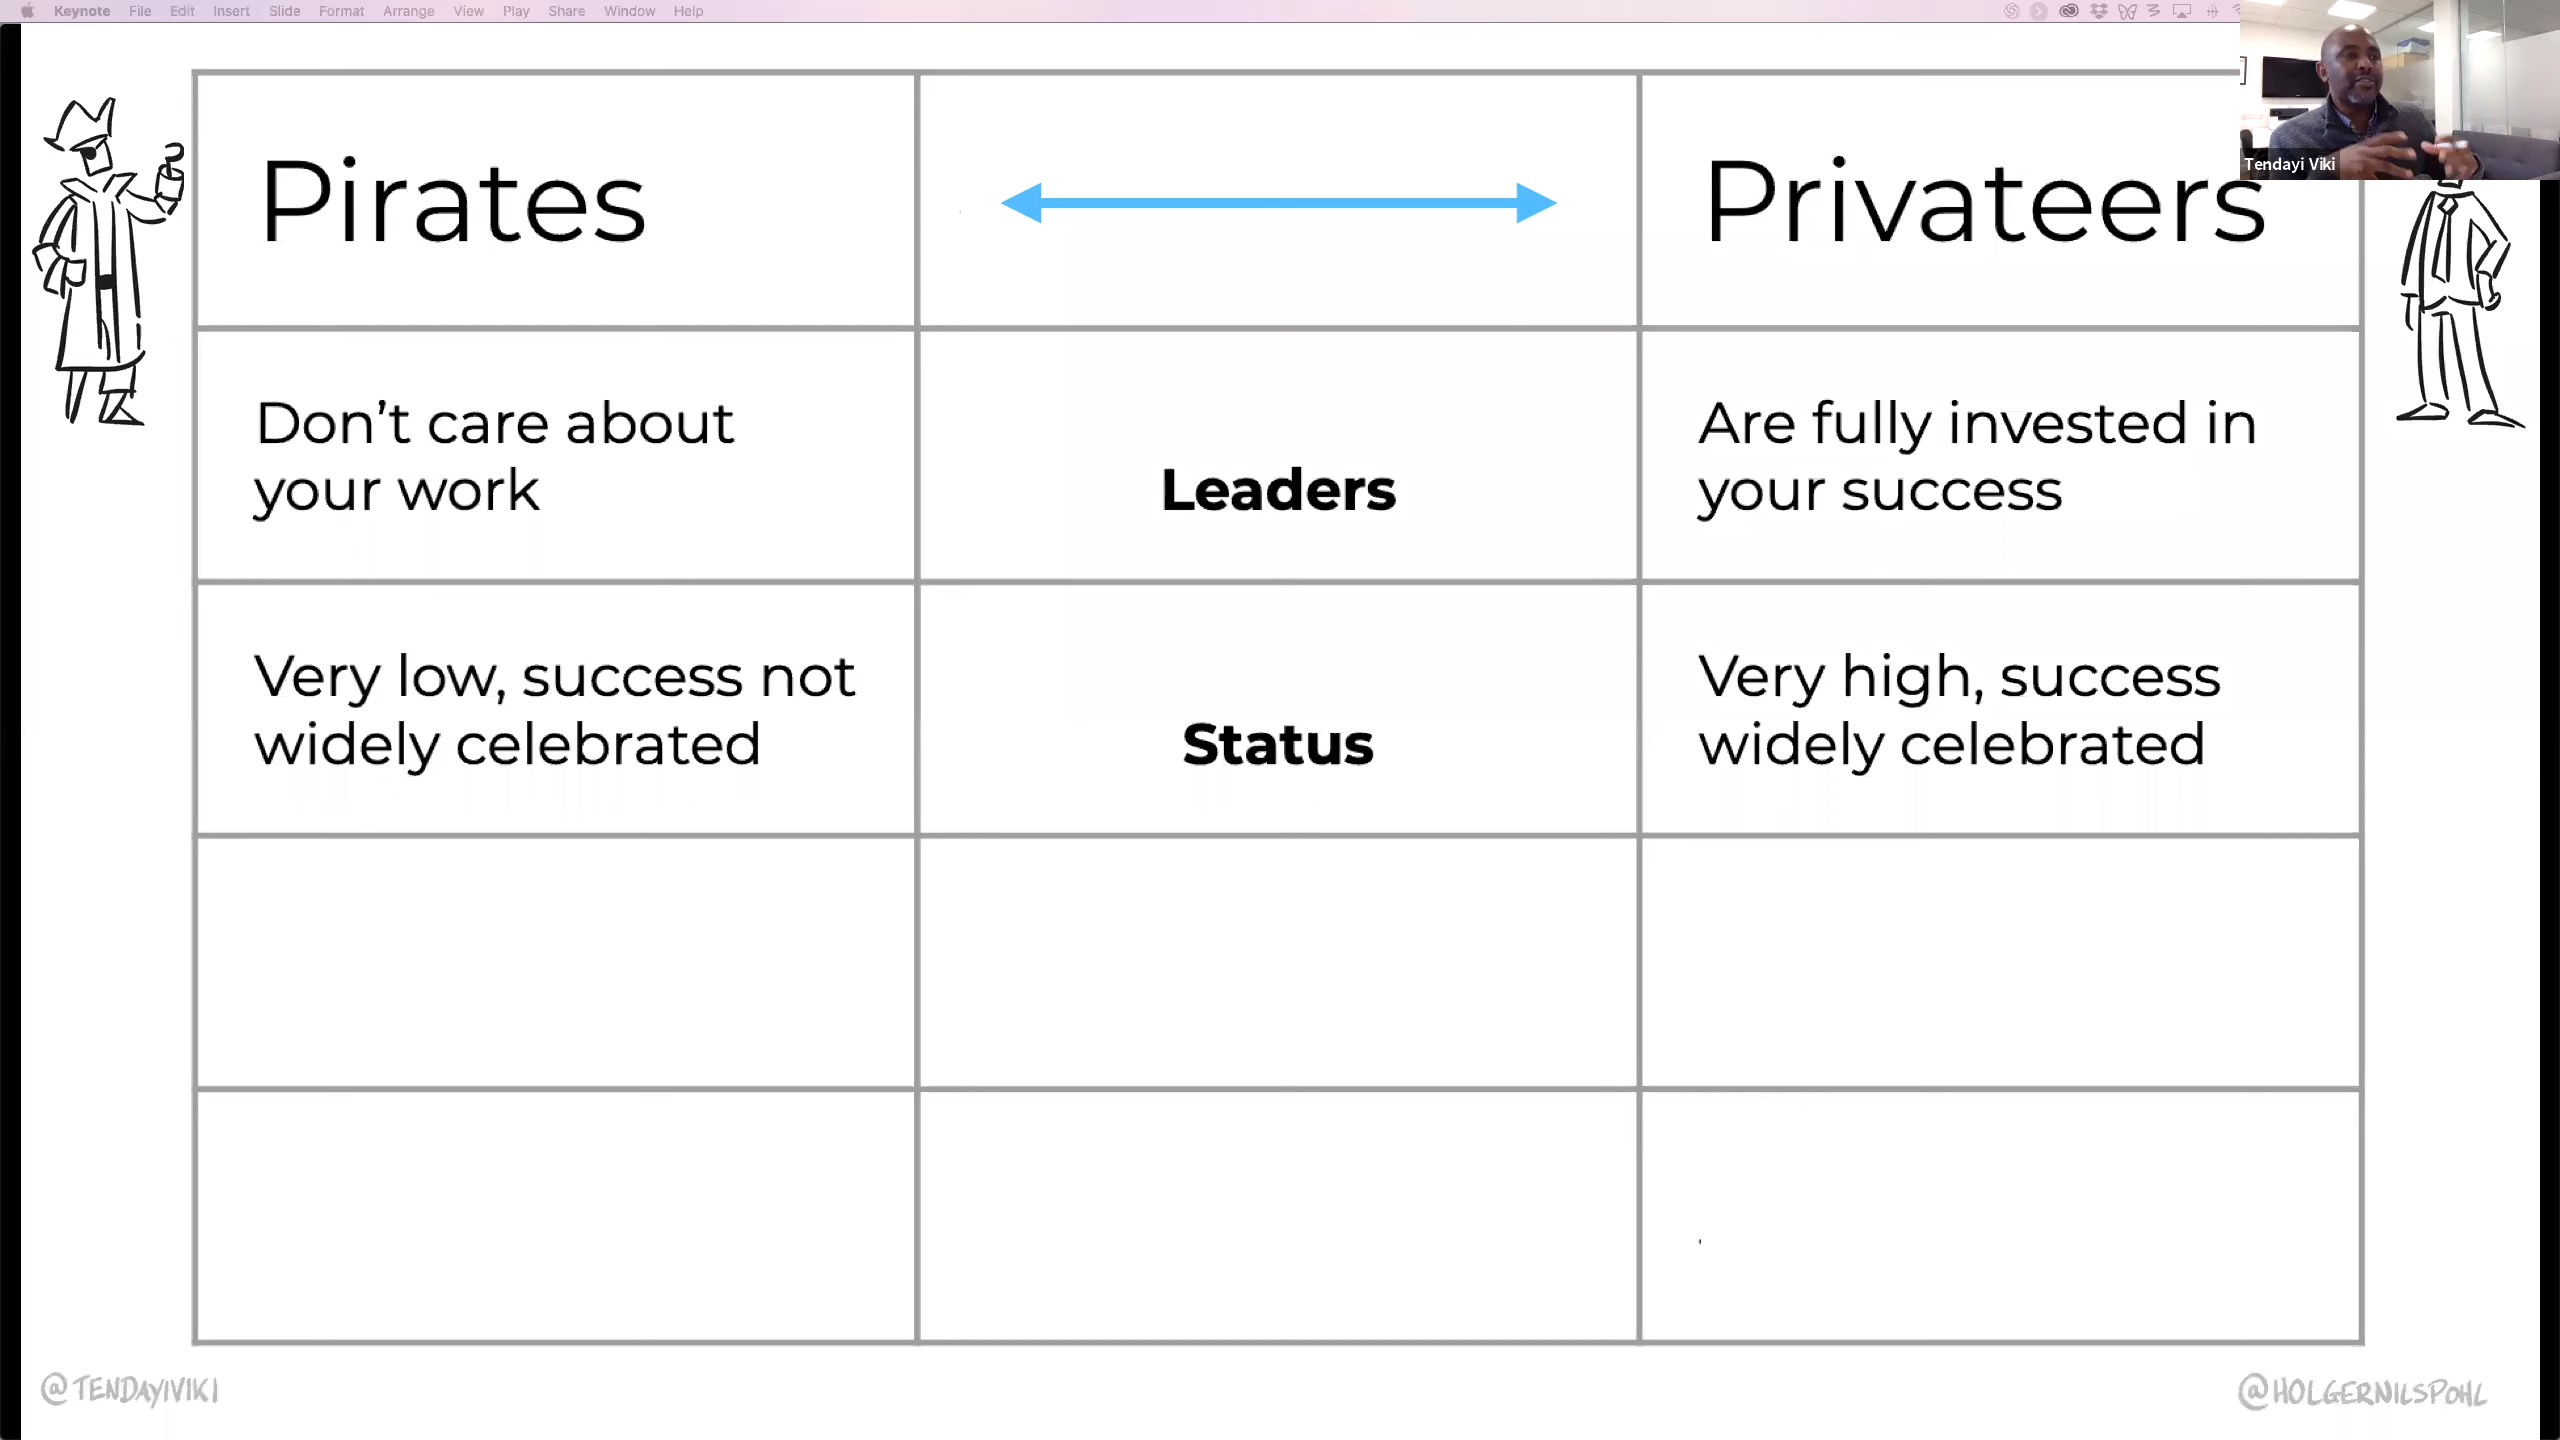 Keynote File Edit Insert Slide Format Arrange View Play Share Window Help
Tendayi Viki
Pirates
Privateers
Don’t care about
your work
Leaders
Are fully invested in
your success
Very low, success not
widely celebrated
Status
Very high, success
widely celebrated
@TENDAYIVIKI
@HOLGERNILSPOHL